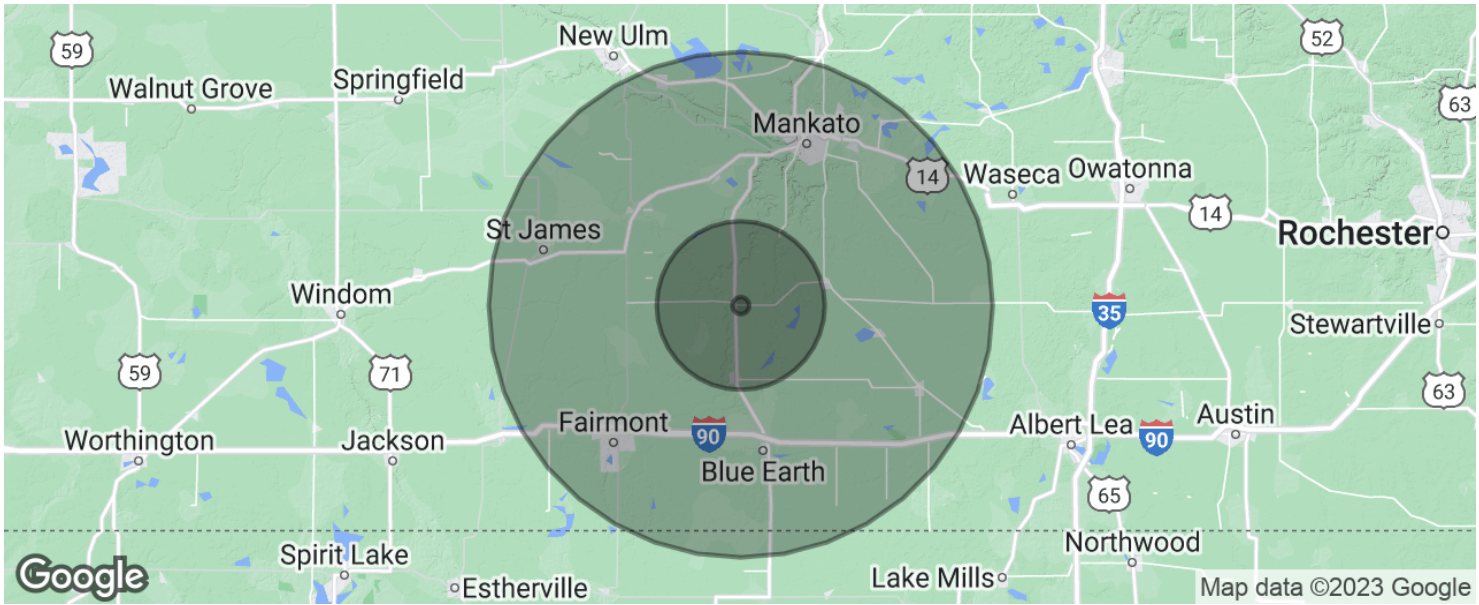 59
New Ulm
52
Walnut Grove
Springfield
63
Mankato
14
Waseca
Owatonna
14
St James
Rochester
Windom
35
Stewartville
59
71
63
Fairmont
90
Albert Lea
90
Austin
Worthington
Jackson
Blue Earth
65
Spirit Lake
Northwood
Google
Estherville
Lake Mills
Map data ©2023 Google